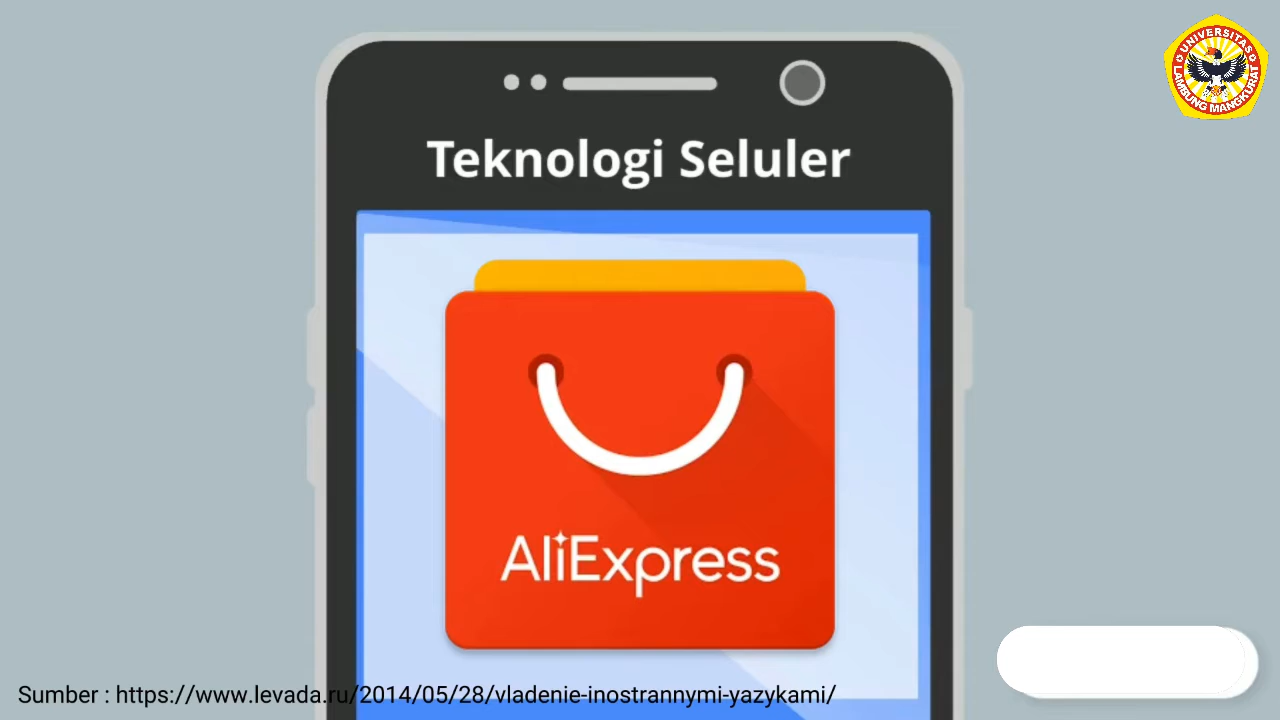 UNIVERSITAS
LAMBUNG MANGKURAT
Teknologi Seluler
AliExpress
Sumber : https://www.levada.ru/2014/05/28/vladenie-inostrannymi-yazykami/